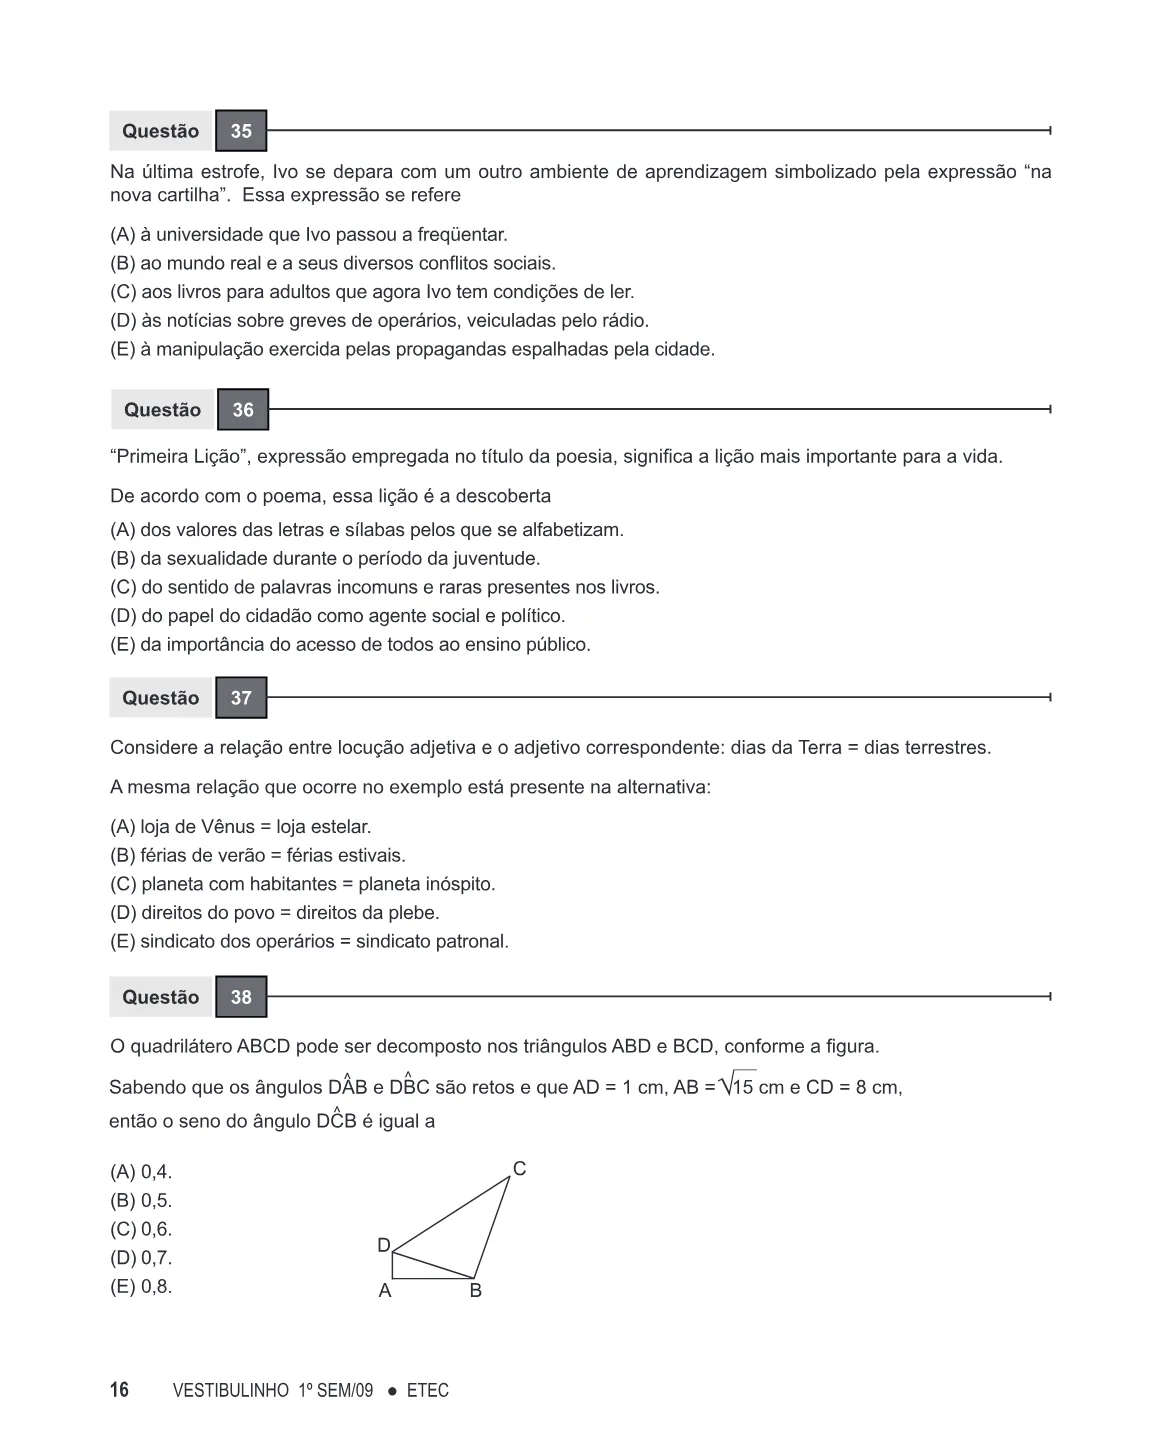 Questão 35
Na última estrofe, Ivo se depara com um outro ambiente de aprendizagem simbolizado pela expressão “na
nova cartilha”.  Essa expressão se refere
(A) à universidade que Ivo passou a freqüentar.
(B) ao mundo real e a seus diversos conflitos sociais.
(C) aos livros para adultos que agora Ivo tem condições de ler.
(D) às notícias sobre greves de operários, veiculadas pelo rádio.
(E) à manipulação exercida pelas propagandas espalhadas pela cidade.
Questão 36
“Primeira Lição”, expressão empregada no título da poesia, significa a lição mais importante para a vida.
De acordo com o poema, essa lição é a descoberta
(A) dos valores das letras e sílabas pelos que se alfabetizam.
(B) da sexualidade durante o período da juventude.
(C) do sentido de palavras incomuns e raras presentes nos livros.
(D) do papel do cidadão como agente social e político.
(E) da importância do acesso de todos ao ensino público.
Questão 37
Considere a relação entre locução adjetiva e o adjetivo correspondente: dias da Terra = dias terrestres.
A mesma relação que ocorre no exemplo está presente na alternativa:
(A) loja de Vênus = loja estelar.
(B) férias de verão = férias estivais.
(C) planeta com habitantes = planeta inóspito.
(D) direitos do povo = direitos da plebe.
(E) sindicato dos operários = sindicato patronal.
Questão 38
O quadrilátero ABCD pode ser decomposto nos triângulos ABD e BCD, conforme a figura.
Sabendo que os ângulos DÂB e DB̂C são retos e que AD = 1 cm, AB = √15 cm e CD = 8 cm,
então o seno do ângulo DĈB é igual a
(A) 0,4.
(B) 0,5.
(C) 0,6.
(D) 0,7.
(E) 0,8.
C
D
A B
16 VESTIBULINHO 1º SEM/09 ● ETEC